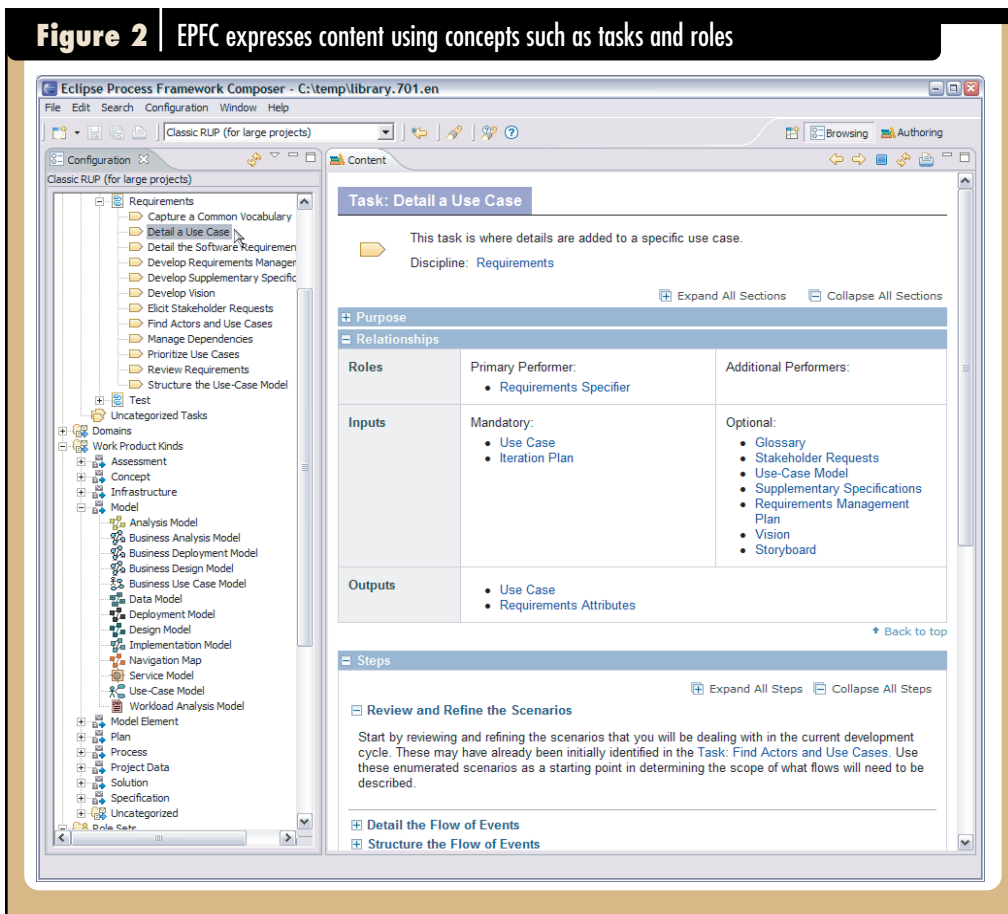 Figure 2 EPFC expresses content using concepts such as tasks and roles
Eclipse Process Framework Composer - C:\temp\library.701.en
File Edit Search Configuration Window Help
Classic RUP (for large projects)
Browsing Authoring
Configuration
Classic RUP (for large projects)
Requirements
Capture a Common Vocabulary
Detail a Use Case
Detail the Software Requiremen
Develop Requirements Manager
Develop Supplementary Specific
Develop Vision
Elicit Stakeholder Requests
Find Actors and Use Cases
Manage Dependencies
Prioritize Use Cases
Review Requirements
Structure the Use-Case Model
Test
Uncategorized Tasks
Domains
Work Product Kinds
Assessment
Concept
Infrastructure
Model
Analysis Model
Business Analysis Model
Business Deployment Model
Business Design Model
Business Use Case Model
Data Model
Deployment Model
Design Model
Implementation Model
Navigation Map
Service Model
Use-Case Model
Workload Analysis Model
Model Element
Plan
Process
Project Data
Solution
Specification
Uncategorized
Role Sets
Content
Task: Detail a Use Case
This task is where details are added to a specific use case.
Discipline: Requirements
Expand All Sections Collapse All Sections
Purpose
Relationships
Roles
Primary Performer:
• Requirements Specifier
Additional Performers:
Inputs
Mandatory:
• Use Case
• Iteration Plan
Optional:
• Glossary
• Stakeholder Requests
• Use-Case Model
• Supplementary Specifications
• Requirements Management
Plan
• Vision
• Storyboard
Outputs
• Use Case
• Requirements Attributes
Back to top
Steps
Expand All Steps Collapse All Steps
Review and Refine the Scenarios
Start by reviewing and refining the scenarios that you will be dealing with in the current development
cycle. These may have already been initially identified in the Task: Find Actors and Use Cases. Use
these enumerated scenarios as a starting point in determining the scope of what flows will need to be
described.
Detail the Flow of Events
Structure the Flow of Events